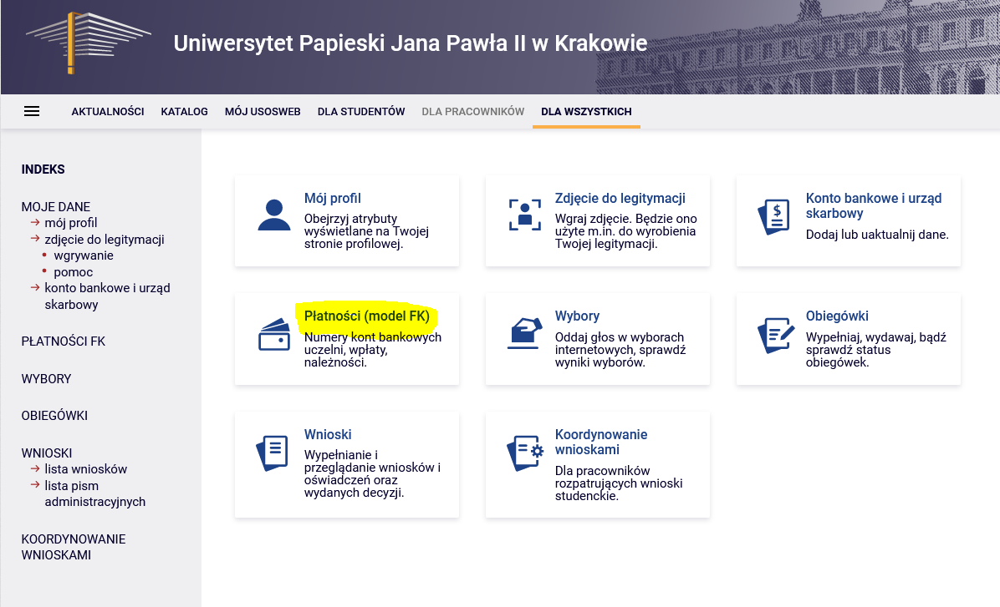 Uniwersytet Papieski Jana Pawła II w Krakowie
AKTUALNOŚCI KATALOG MÓJ USOSWEB DLA STUDENTÓW DLA PRACOWNIKÓW DLA WSZYSTKICH
INDEKS
MOJE DANE
mój profil
zdjęcie do legitymacji
wgrywanie
pomoc
konto bankowe i urząd
skarbowy
PŁATNOŚCI FK
WYBORY
OBIEGÓWKI
WNIOSKI
lista wniosków
lista pism
administracyjnych
KOORDYNOWANIE
WNIOSKAMI
Mój profil
Obejrzyj atrybuty
wyświetlane na Twojej
stronie profilowej.
Zdjęcie do legitymacji
Wgraj zdjęcie. Będzie ono
użyte m.in. do wyrobienia
Twojej legitymacji.
Konto bankowe i urząd
skarbowy
Dodaj lub uaktualnij dane.
Płatności (model FK)
Numery kont bankowych
uczelni, wpłaty,
należności.
Wybory
Oddaj głos w wyborach
internetowych, sprawdź
wyniki wyborów.
Obiegówki
Wypełniaj, wydawaj, bądź
sprawdź status
obiegówek.
Wnioski
Wypełnianie i
przeglądanie wniosków i
oświadczeń oraz
wydanych decyzji.
Koordynowanie
wnioskami
Dla pracowników
rozpatrujących wnioski
studenckie.